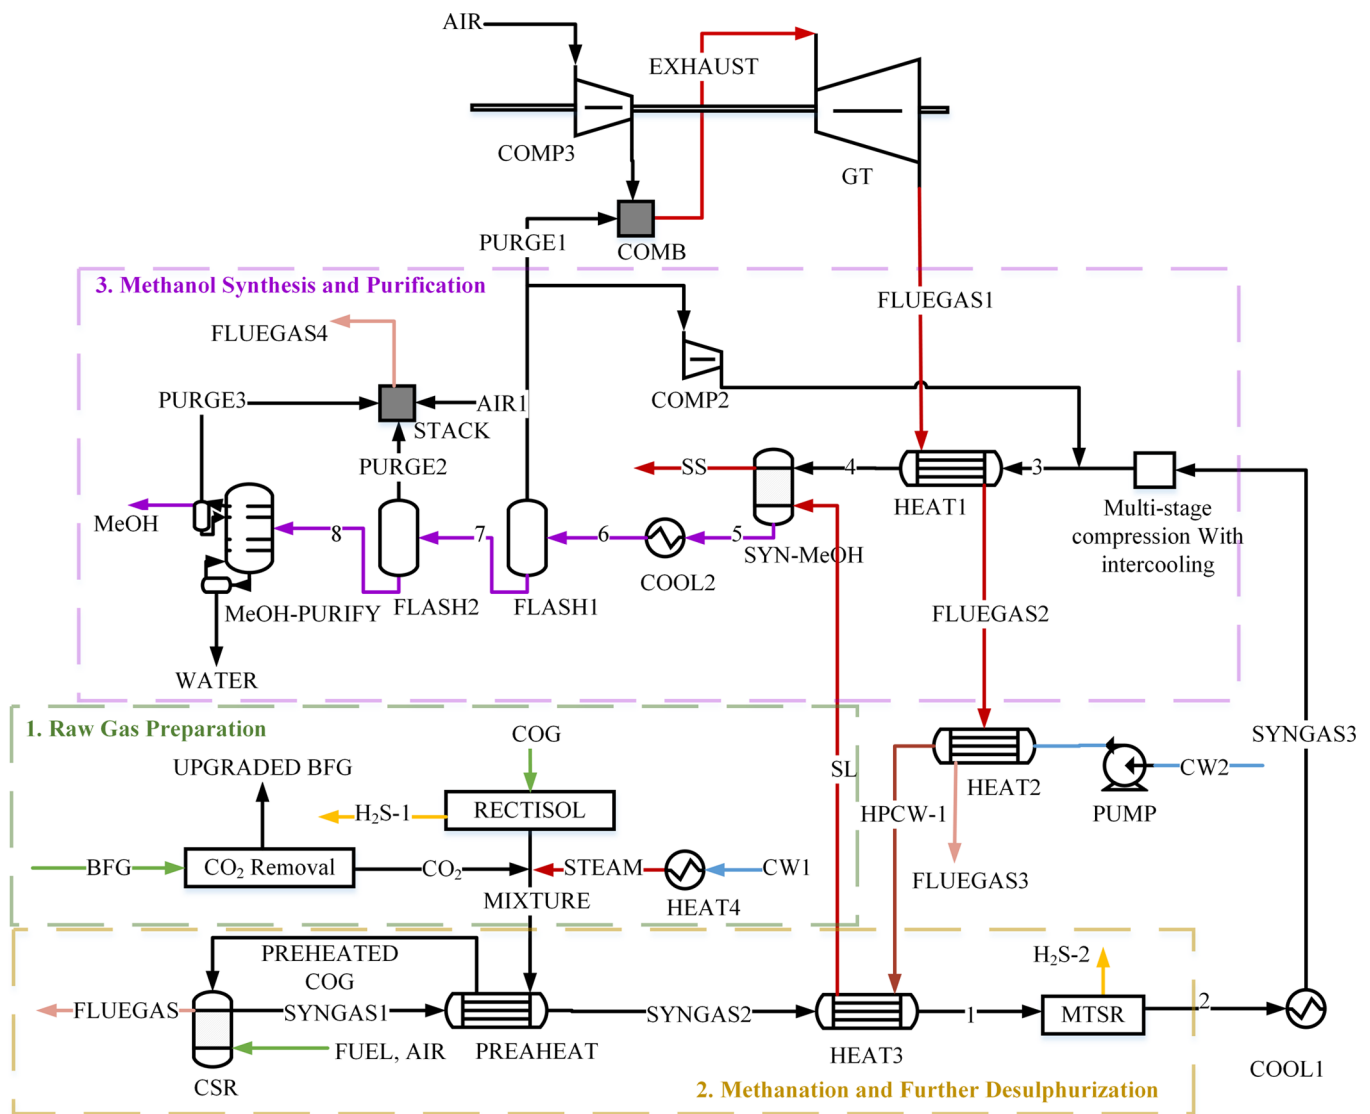 AIR
EXHAUST
COMP3
GT
PURGE1
COMB
3. Methanol Synthesis and Purification
FLUEGAS1
FLUEGAS4
PURGE3
AIR1
COMP2
STACK
PURGE2
SS
4
3
HEAT1
MeOH
8
7
6
5
Multi-stage
compression With
intercooling
SYN-MeOH
COOL2
MeOH-PURIFY
FLASH2
FLASH1
FLUEGAS2
WATER
1. Raw Gas Preparation
COG
SYNGAS3
UPGRADED BFG
SL
CW2
HEAT2
H₂S-1
RECTISOL
HPCW-1
PUMP
BFG
CO₂ Removal
CO₂
STEAM
CW1
FLUEGAS3
MIXTURE
HEAT4
PREHEATED
COG
H₂S-2
FLUEGAS
SYNGAS1
SYNGAS2
1
MTSR
2
FUEL, AIR
PREAHEAT
HEAT3
COOL1
CSR
2. Methanation and Further Desulphurization